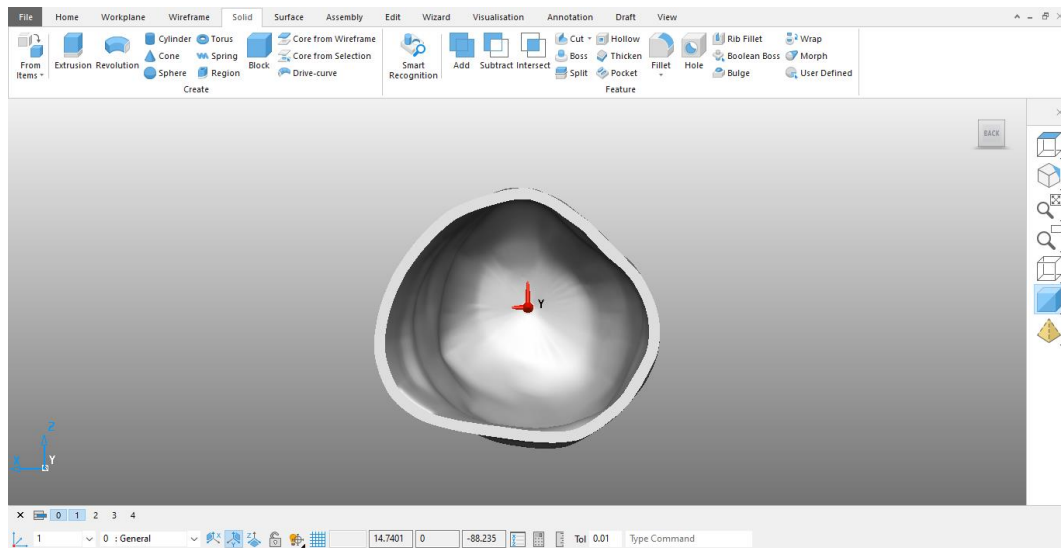 File Home Workplane Wireframe Solid Surface Assembly Edit Wizard Visualisation Annotation Draft View
From Items
Extrusion
Revolution
Cylinder
Cone
Sphere
Torus
Spring
Region
Block
Core from Wireframe
Core from Selection
Drive-curve
Create
Smart Recognition
Add
Subtract
Intersect
Cut
Boss
Split
Hollow
Thicken
Pocket
Fillet
Hole
Rib Fillet
Boolean Boss
Bulge
Wrap
Morph
User Defined
Feature
BACK
Y
Z
X
Y
0 1 2 3 4
1 0 : General 14.7401 0 -88.235 Tol 0.01 Type Command